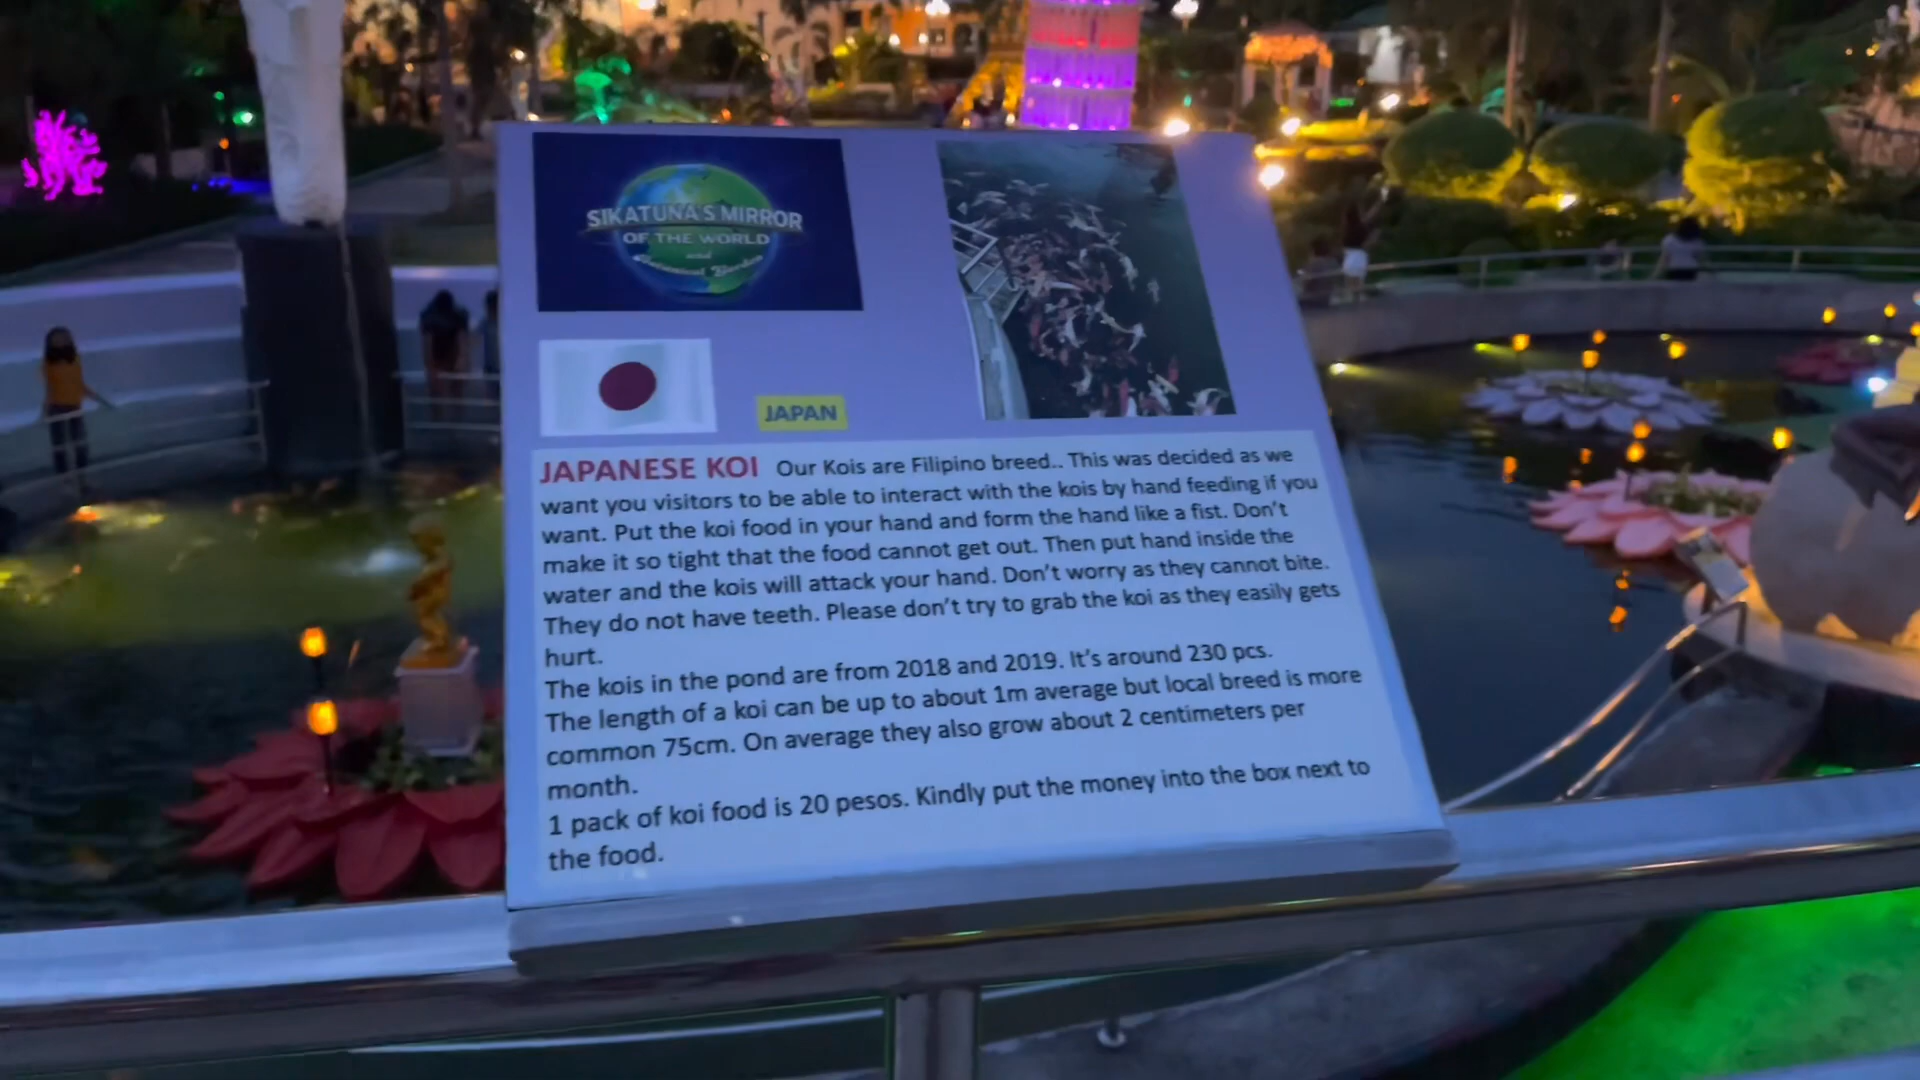 SIKATUNA'S MIRROR
OF THE WORLD
and
Botanical Garden
JAPAN
JAPANESE KOI Our Kois are Filipino breed.. This was decided as we
want you visitors to be able to interact with the kois by hand feeding if you
want. Put the koi food in your hand and form the hand like a fist. Don't
make it so tight that the food cannot get out. Then put hand inside the
water and the kois will attack your hand. Don't worry as they cannot bite.
They do not have teeth. Please don't try to grab the koi as they easily gets
hurt.
The kois in the pond are from 2018 and 2019. It's around 230 pcs.
The length of a koi can be up to about 1m average but local breed is more
common 75cm. On average they also grow about 2 centimeters per
month.
1 pack of koi food is 20 pesos. Kindly put the money into the box next to
the food.